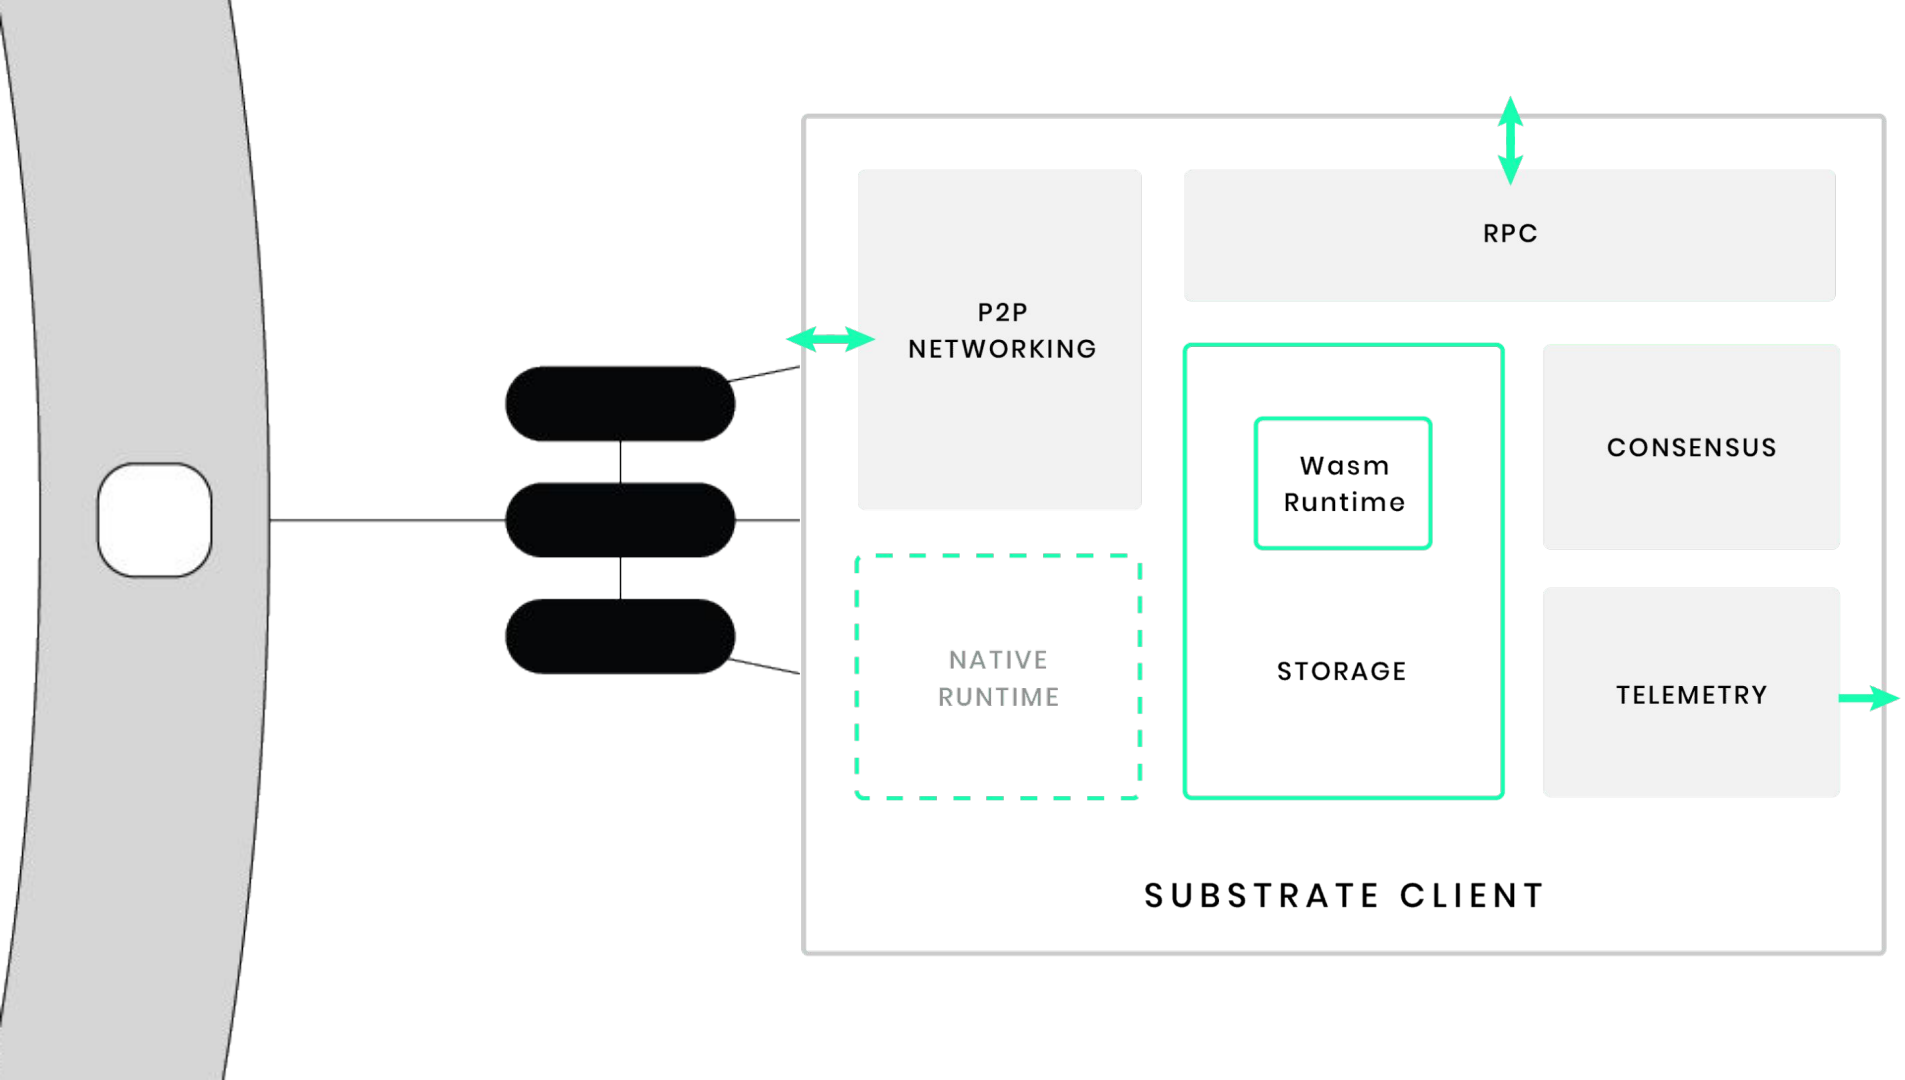 RPC
P2P
NETWORKING
Wasm
Runtime
CONSENSUS
NATIVE
RUNTIME
STORAGE
TELEMETRY
SUBSTRATE CLIENT